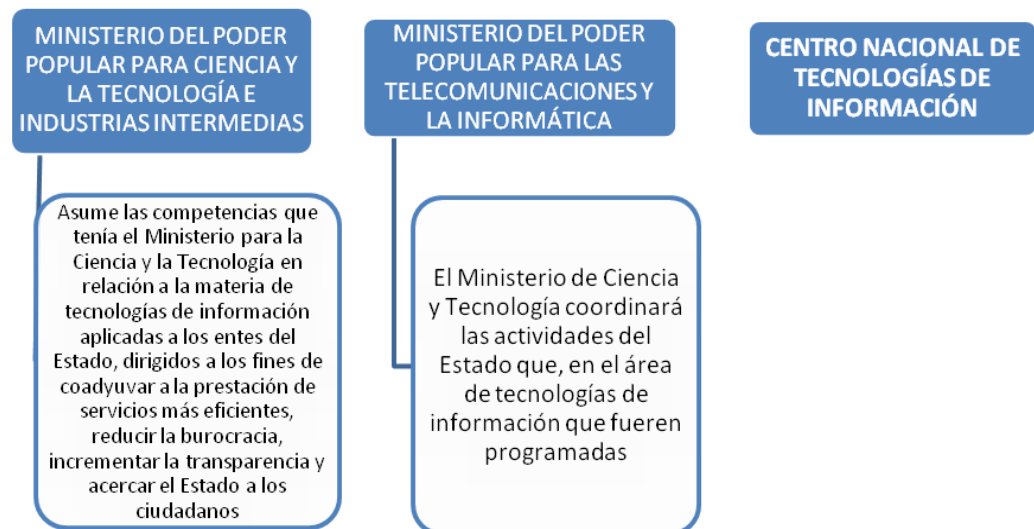 MINISTERIO DEL PODER
POPULAR PARA CIENCIA Y
LA TECNOLOGÍA E
INDUSTRIAS INTERMEDIAS
Asume las competencias que
tenía el Ministerio para la
Ciencia y la Tecnología en
relación a la materia de
tecnologías de información
aplicadas a los entes del
Estado, dirigidos a los fines de
coadyuvar a la prestación de
servicios más eficientes,
reducir la burocracia,
incrementar la transparencia y
acercar el Estado a los
ciudadanos
MINISTERIO DEL PODER
POPULAR PARA LAS
TELECOMUNICACIONES Y
LA INFORMÁTICA
El Ministerio de Ciencia
y Tecnología coordinará
las actividades del
Estado que, en el área
de tecnologías de
información que fueren
programadas
CENTRO NACIONAL DE
TECNOLOGÍAS DE
INFORMACIÓN